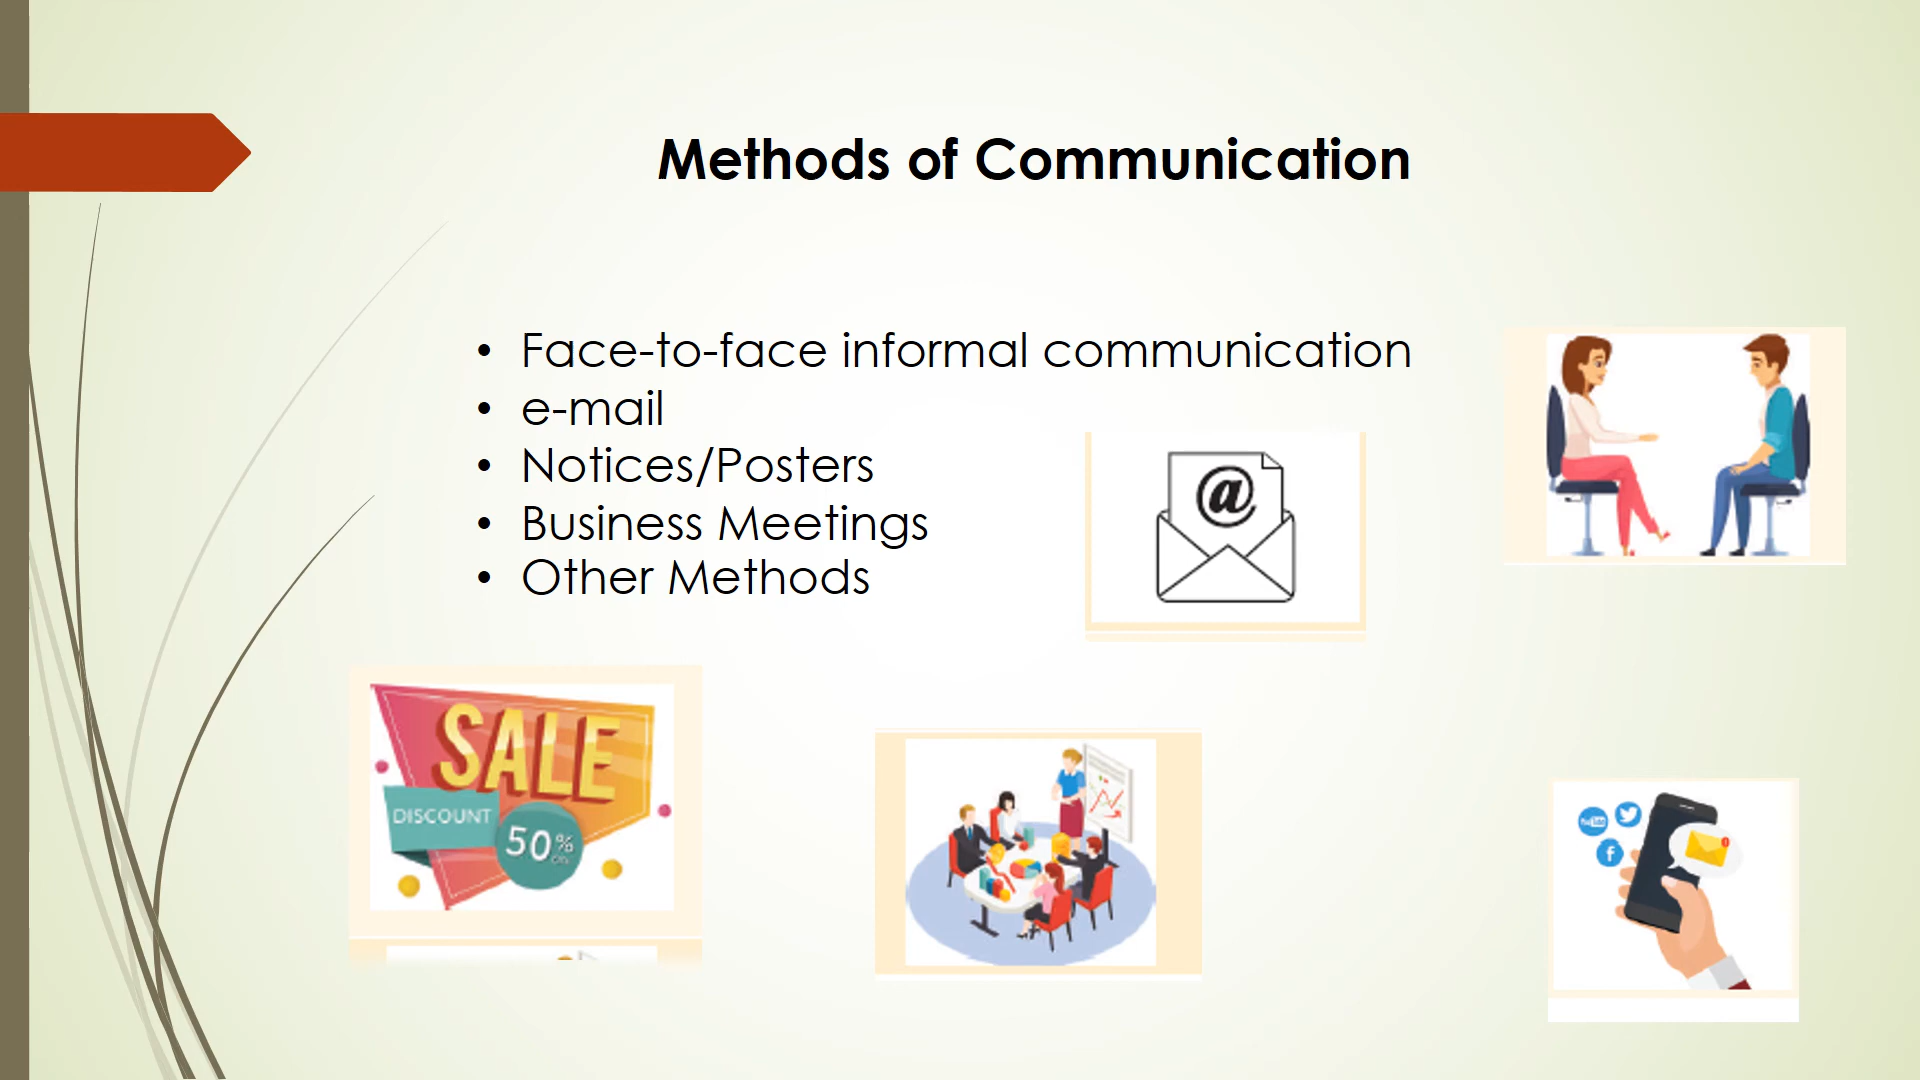 Methods of Communication
• Face-to-face informal communication
• e-mail
• Notices/Posters
• Business Meetings
• Other Methods
@
SALE
DISCOUNT
50%